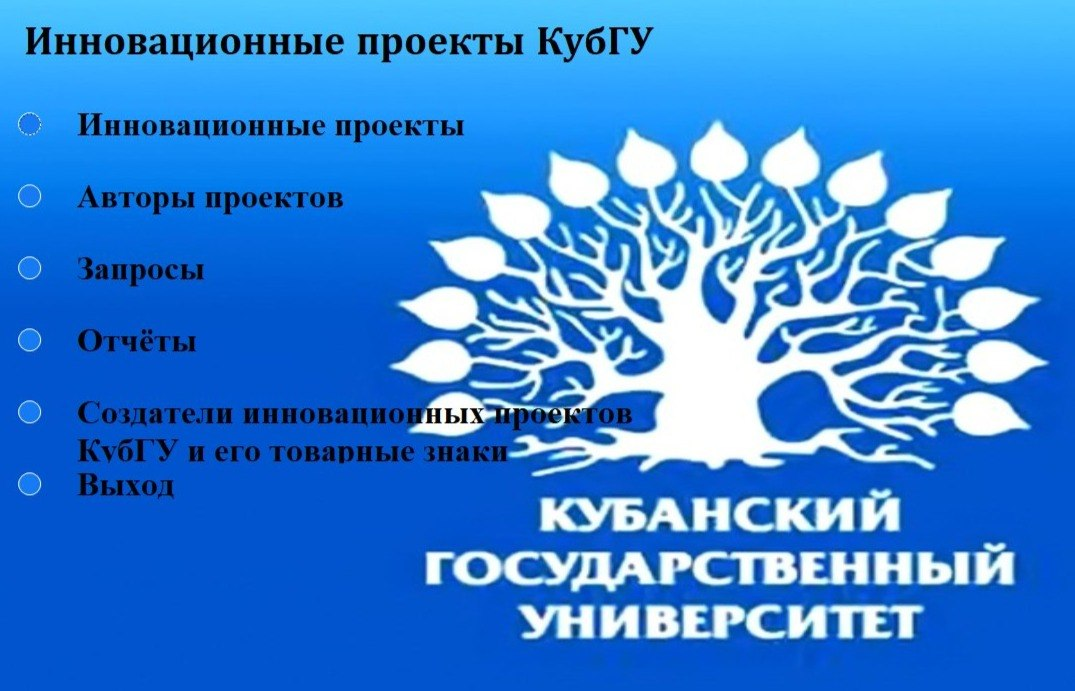 Инновационные проекты КубГУ
Инновационные проекты
Авторы проектов
Запросы
Отчёты
Создатели инновационных проектов
КубГУ и его товарные знаки
Выход
КУБАНСКИЙ
ГОСУДАРСТВЕННЫЙ
УНИВЕРСИТЕТ